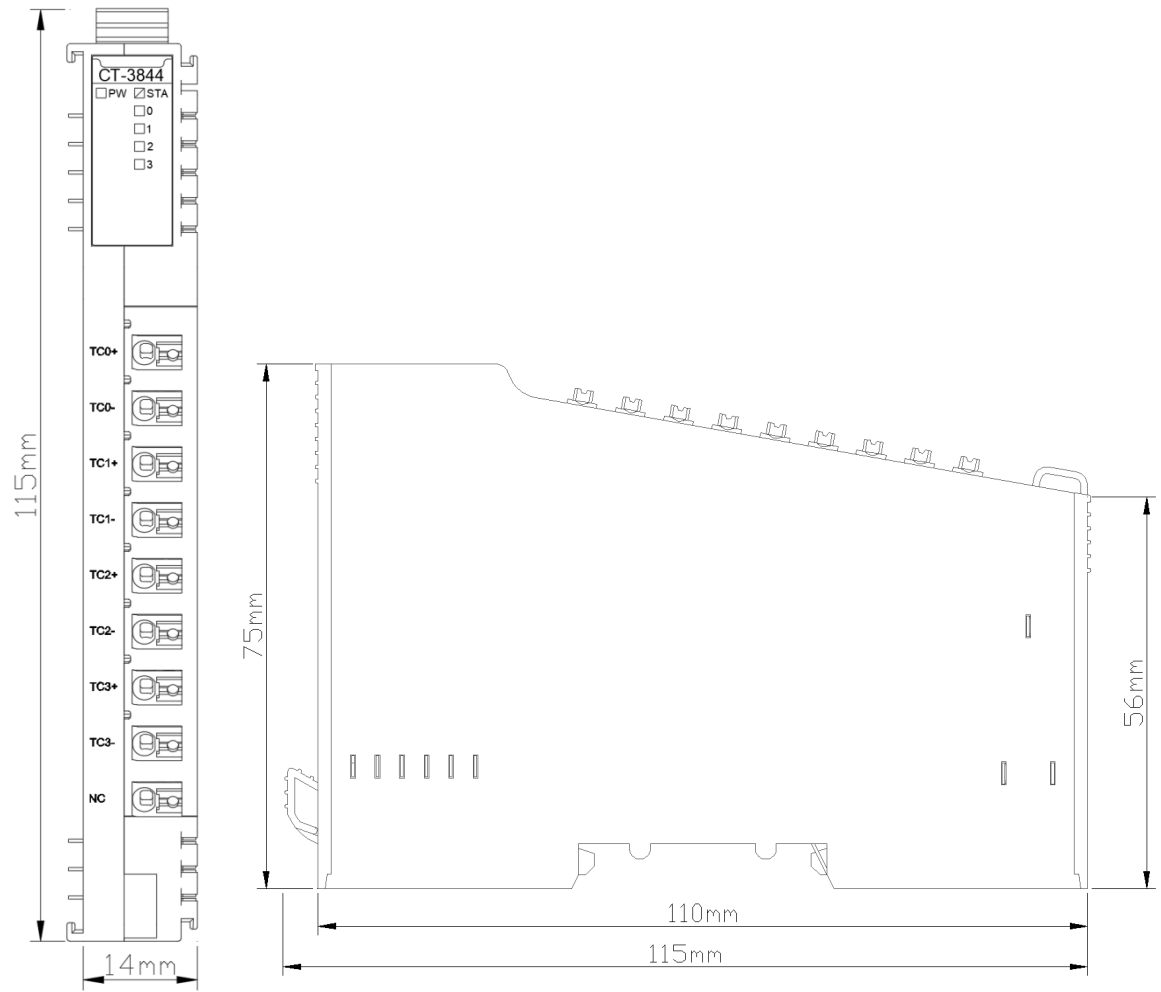 CT-3844
PW STA
0
1
2
3
TC0+
TC0-
TC1+
TC1-
TC2+
TC2-
TC3+
TC3-
NC
115mm
14mm
75mm
56mm
110mm
115mm